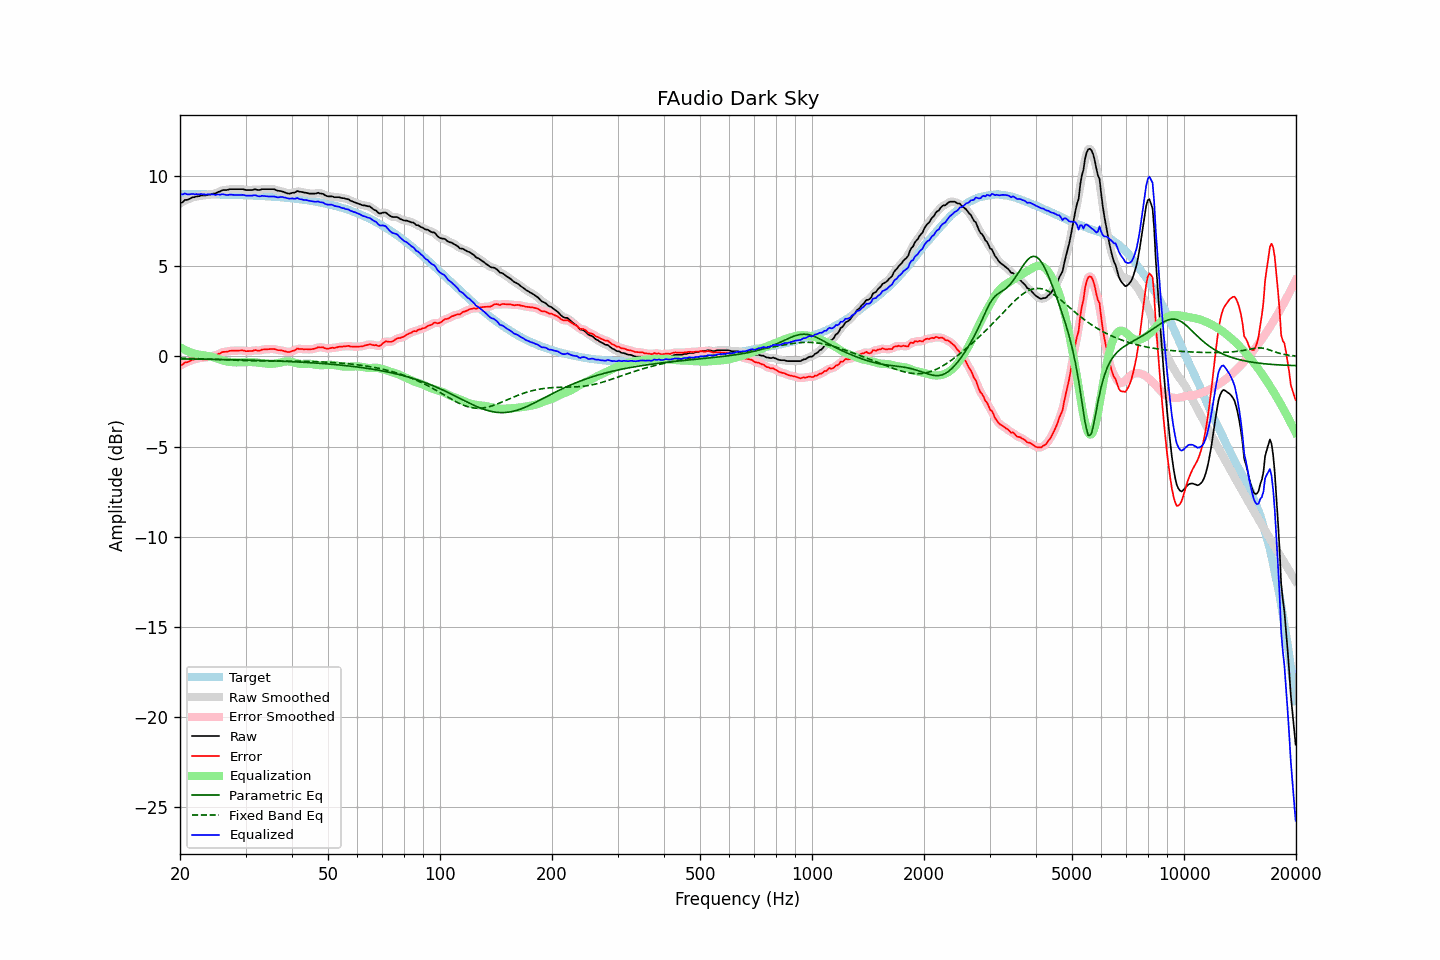 FAudio Dark Sky
10
5
0
−5
−10
−15
−20
−25
Amplitude (dBr)
Target
Raw Smoothed
Error Smoothed
Raw
Error
Equalization
Parametric Eq
Fixed Band Eq
Equalized
20 50 100 200 500 1000 2000 5000 10000 20000
Frequency (Hz)